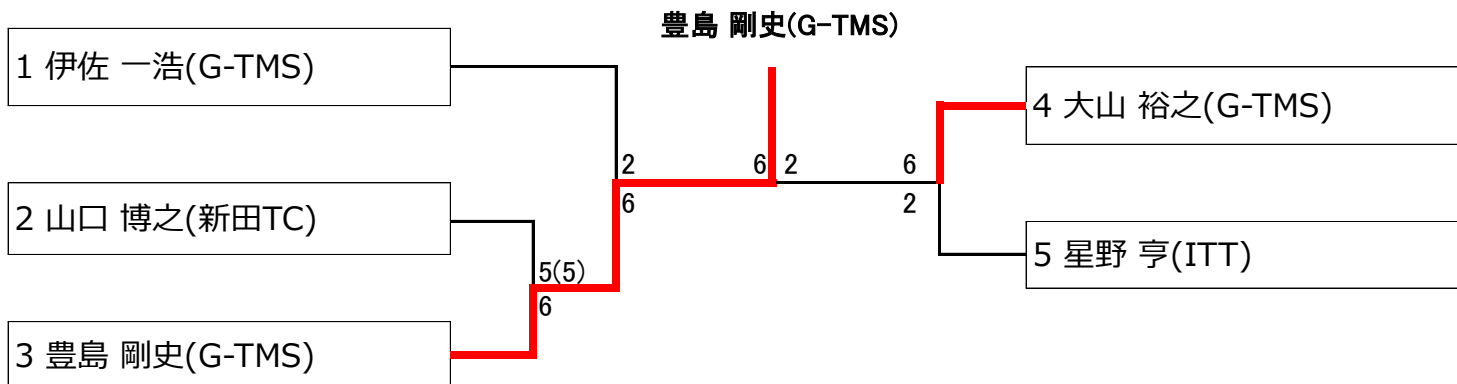 豊島 剛史(G-TMS)
1 伊佐 一浩(G-TMS)
4 大山 裕之(G-TMS)
2
6
2
6
6
2
2 山口 博之(新田TC)
5 星野 亨(ITT)
5(5)
6
3 豊島 剛史(G-TMS)